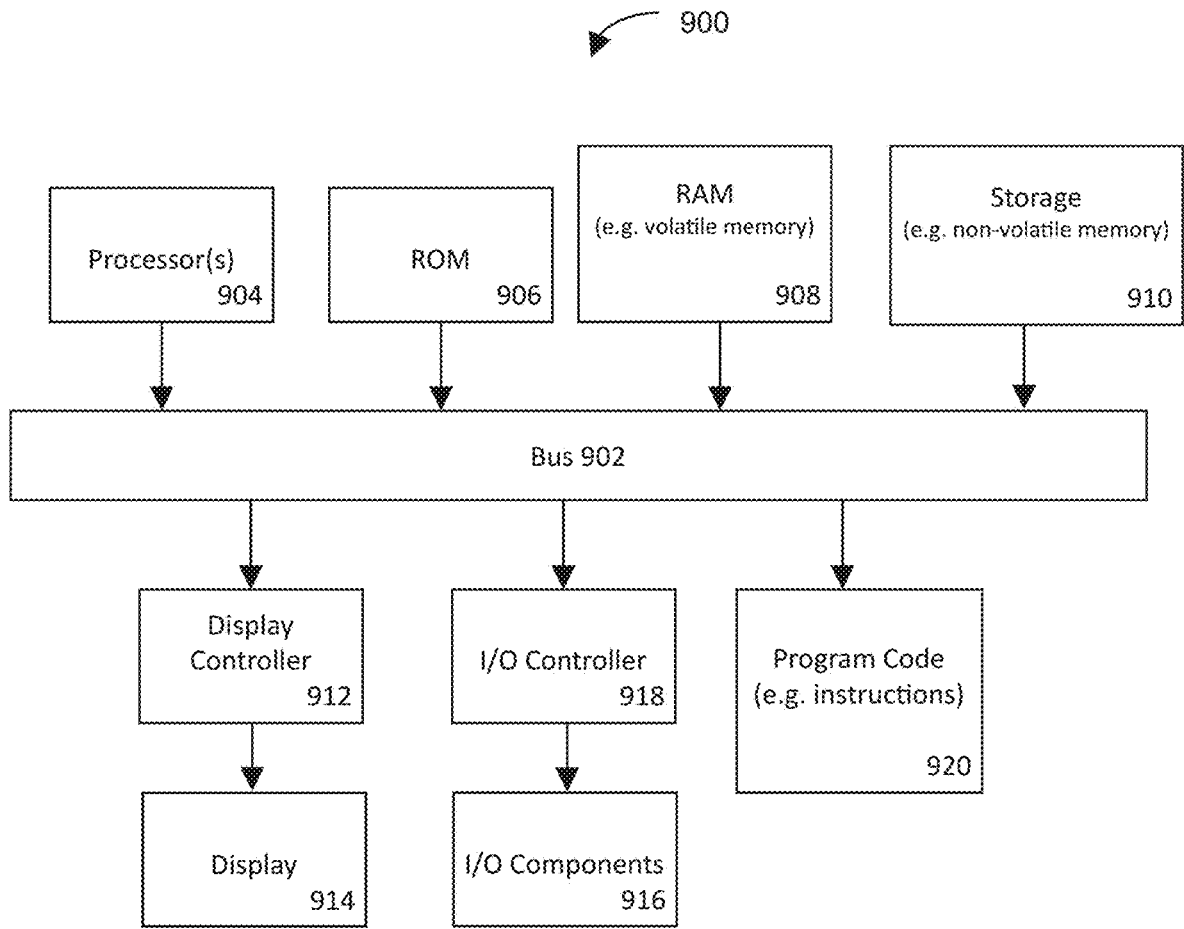 900
Processor(s)
904
ROM
906
RAM
(e.g. volatile memory)
908
Storage
(e.g. non-volatile memory)
910
Bus 902
Display
Controller
912
I/O Controller
918
Program Code
(e.g. instructions)
920
Display
914
I/O Components
916